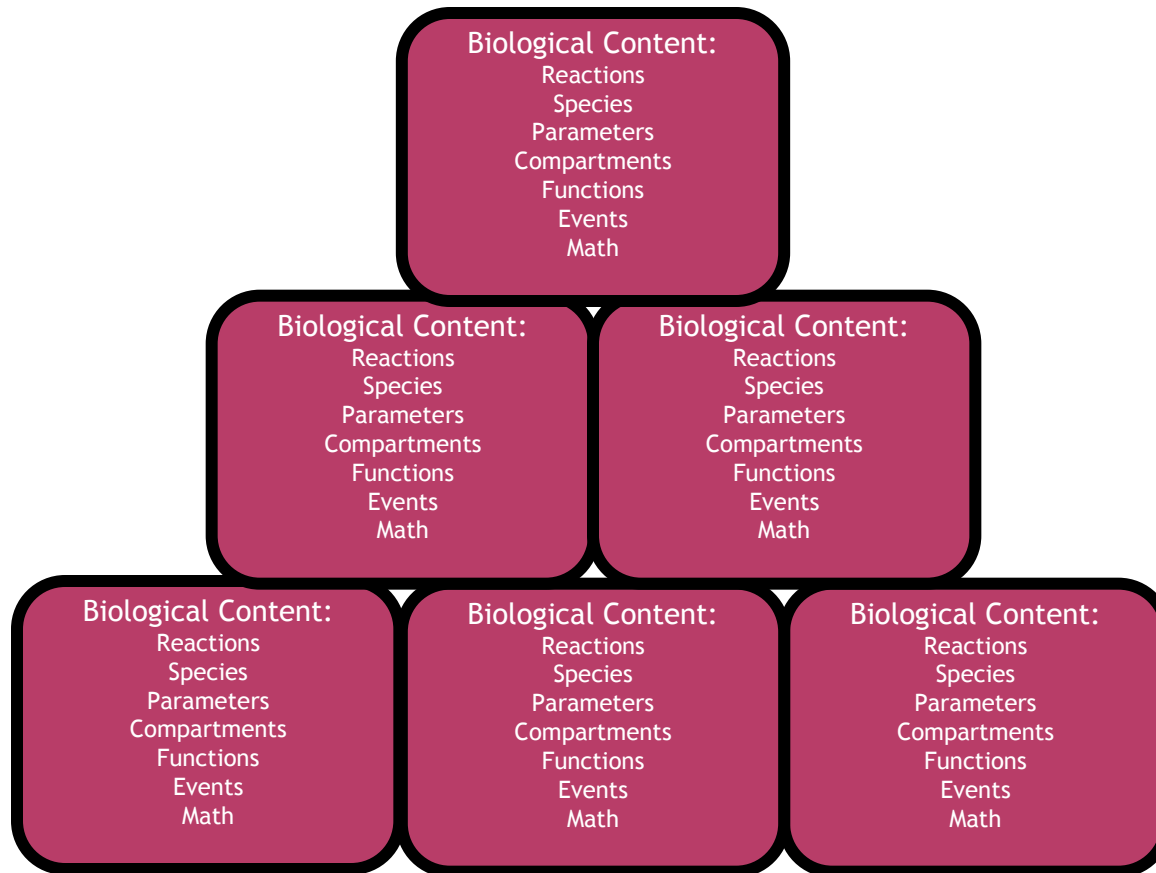 Biological Content:
Reactions
Species
Parameters
Compartments
Functions
Events
Math
Biological Content:
Reactions
Species
Parameters
Compartments
Functions
Events
Math
Biological Content:
Reactions
Species
Parameters
Compartments
Functions
Events
Math
Biological Content:
Reactions
Species
Parameters
Compartments
Functions
Events
Math
Biological Content:
Reactions
Species
Parameters
Compartments
Functions
Events
Math
Biological Content:
Reactions
Species
Parameters
Compartments
Functions
Events
Math